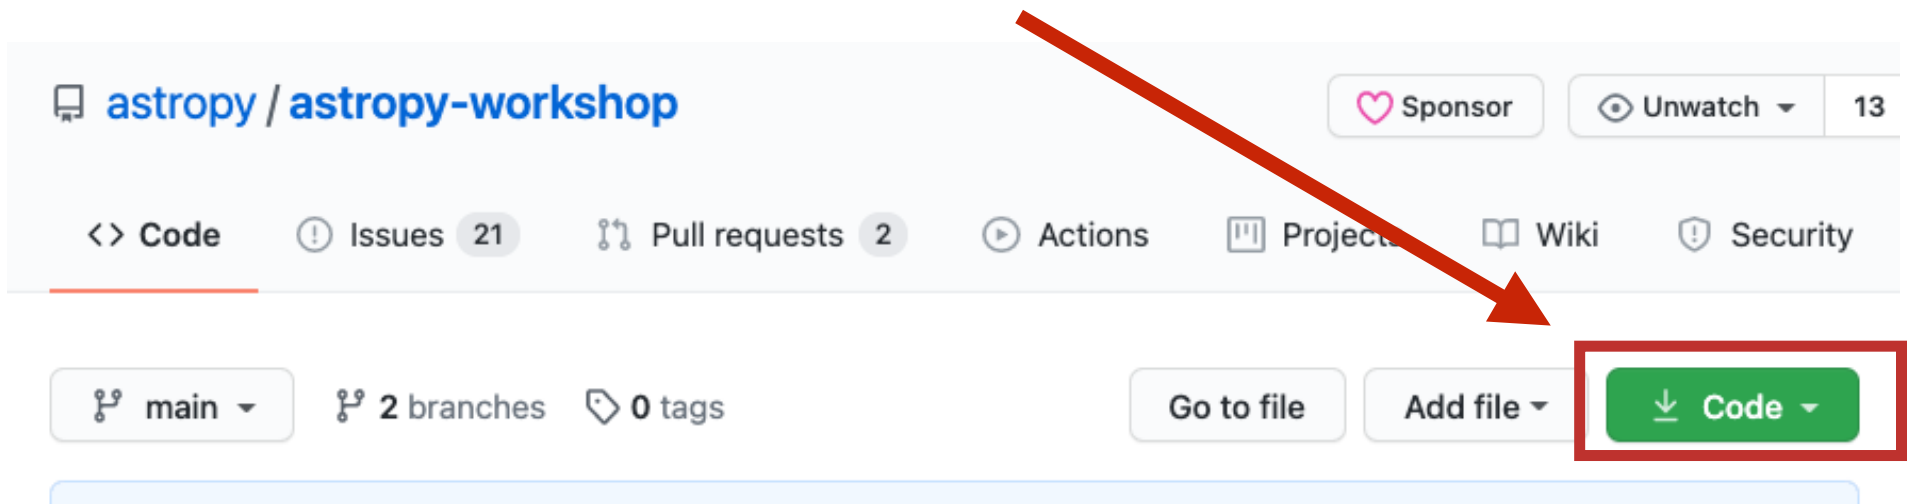 astropy / astropy-workshop
Sponsor Unwatch 13
<> Code Issues 21 Pull requests 2 Actions Projects Wiki Security
main 2 branches 0 tags Go to file Add file Code